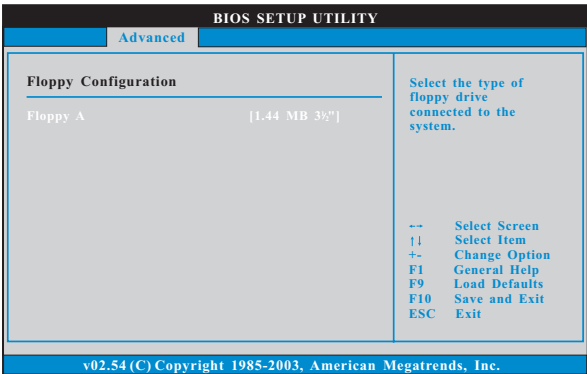 BIOS SETUP UTILITY
Advanced
Floppy Configuration
Floppy A [1.44 MB 3½"]
Select the type of
floppy drive
connected to the
system.
←→ Select Screen
↑↓ Select Item
+- Change Option
F1 General Help
F9 Load Defaults
F10 Save and Exit
ESC Exit
v02.54 (C) Copyright 1985-2003, American Megatrends, Inc.